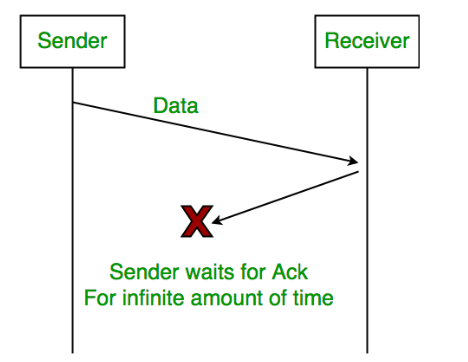 Sender
Receiver
Data
Sender waits for Ack
For infinite amount of time